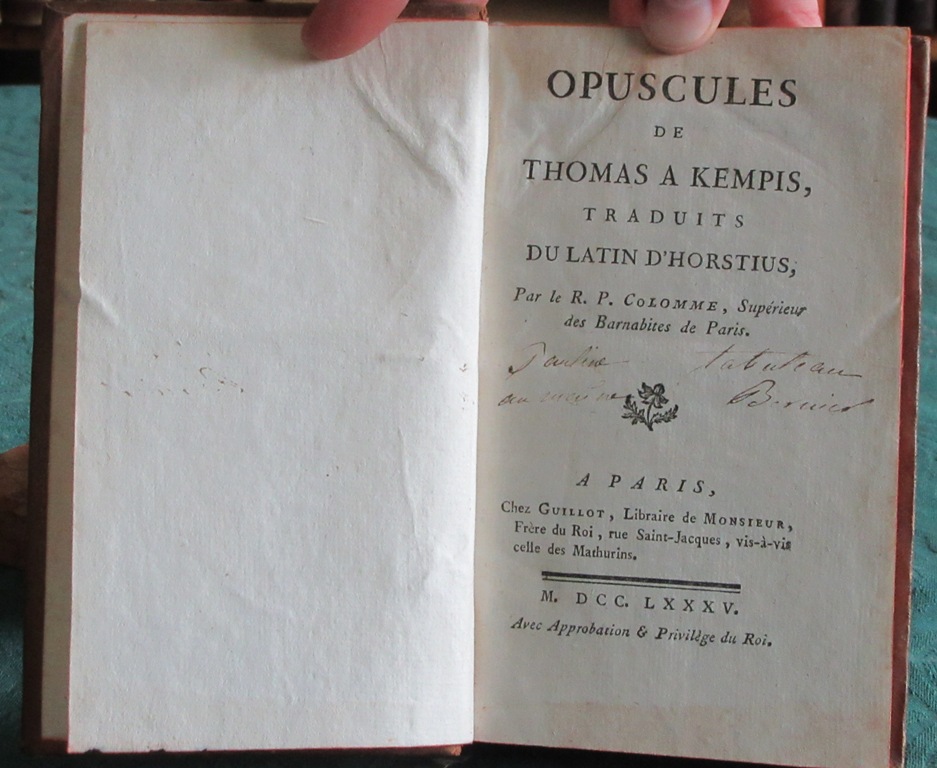 OPUSCULES
DE
THOMAS A KEMPIS,
TRADUITS
DU LATIN D'HORSTIUS,
Par le R. P. COLOMME, Supérieur
des Barnabites de Paris.
A PARIS,
Chez GUILLOT, Libraire de MONSIEUR,
Frère du Roi, rue Saint-Jacques, vis-à-vis
celle des Mathurins.
M. DCC. LXXXV.
Avec Approbation & Privilège du Roi.